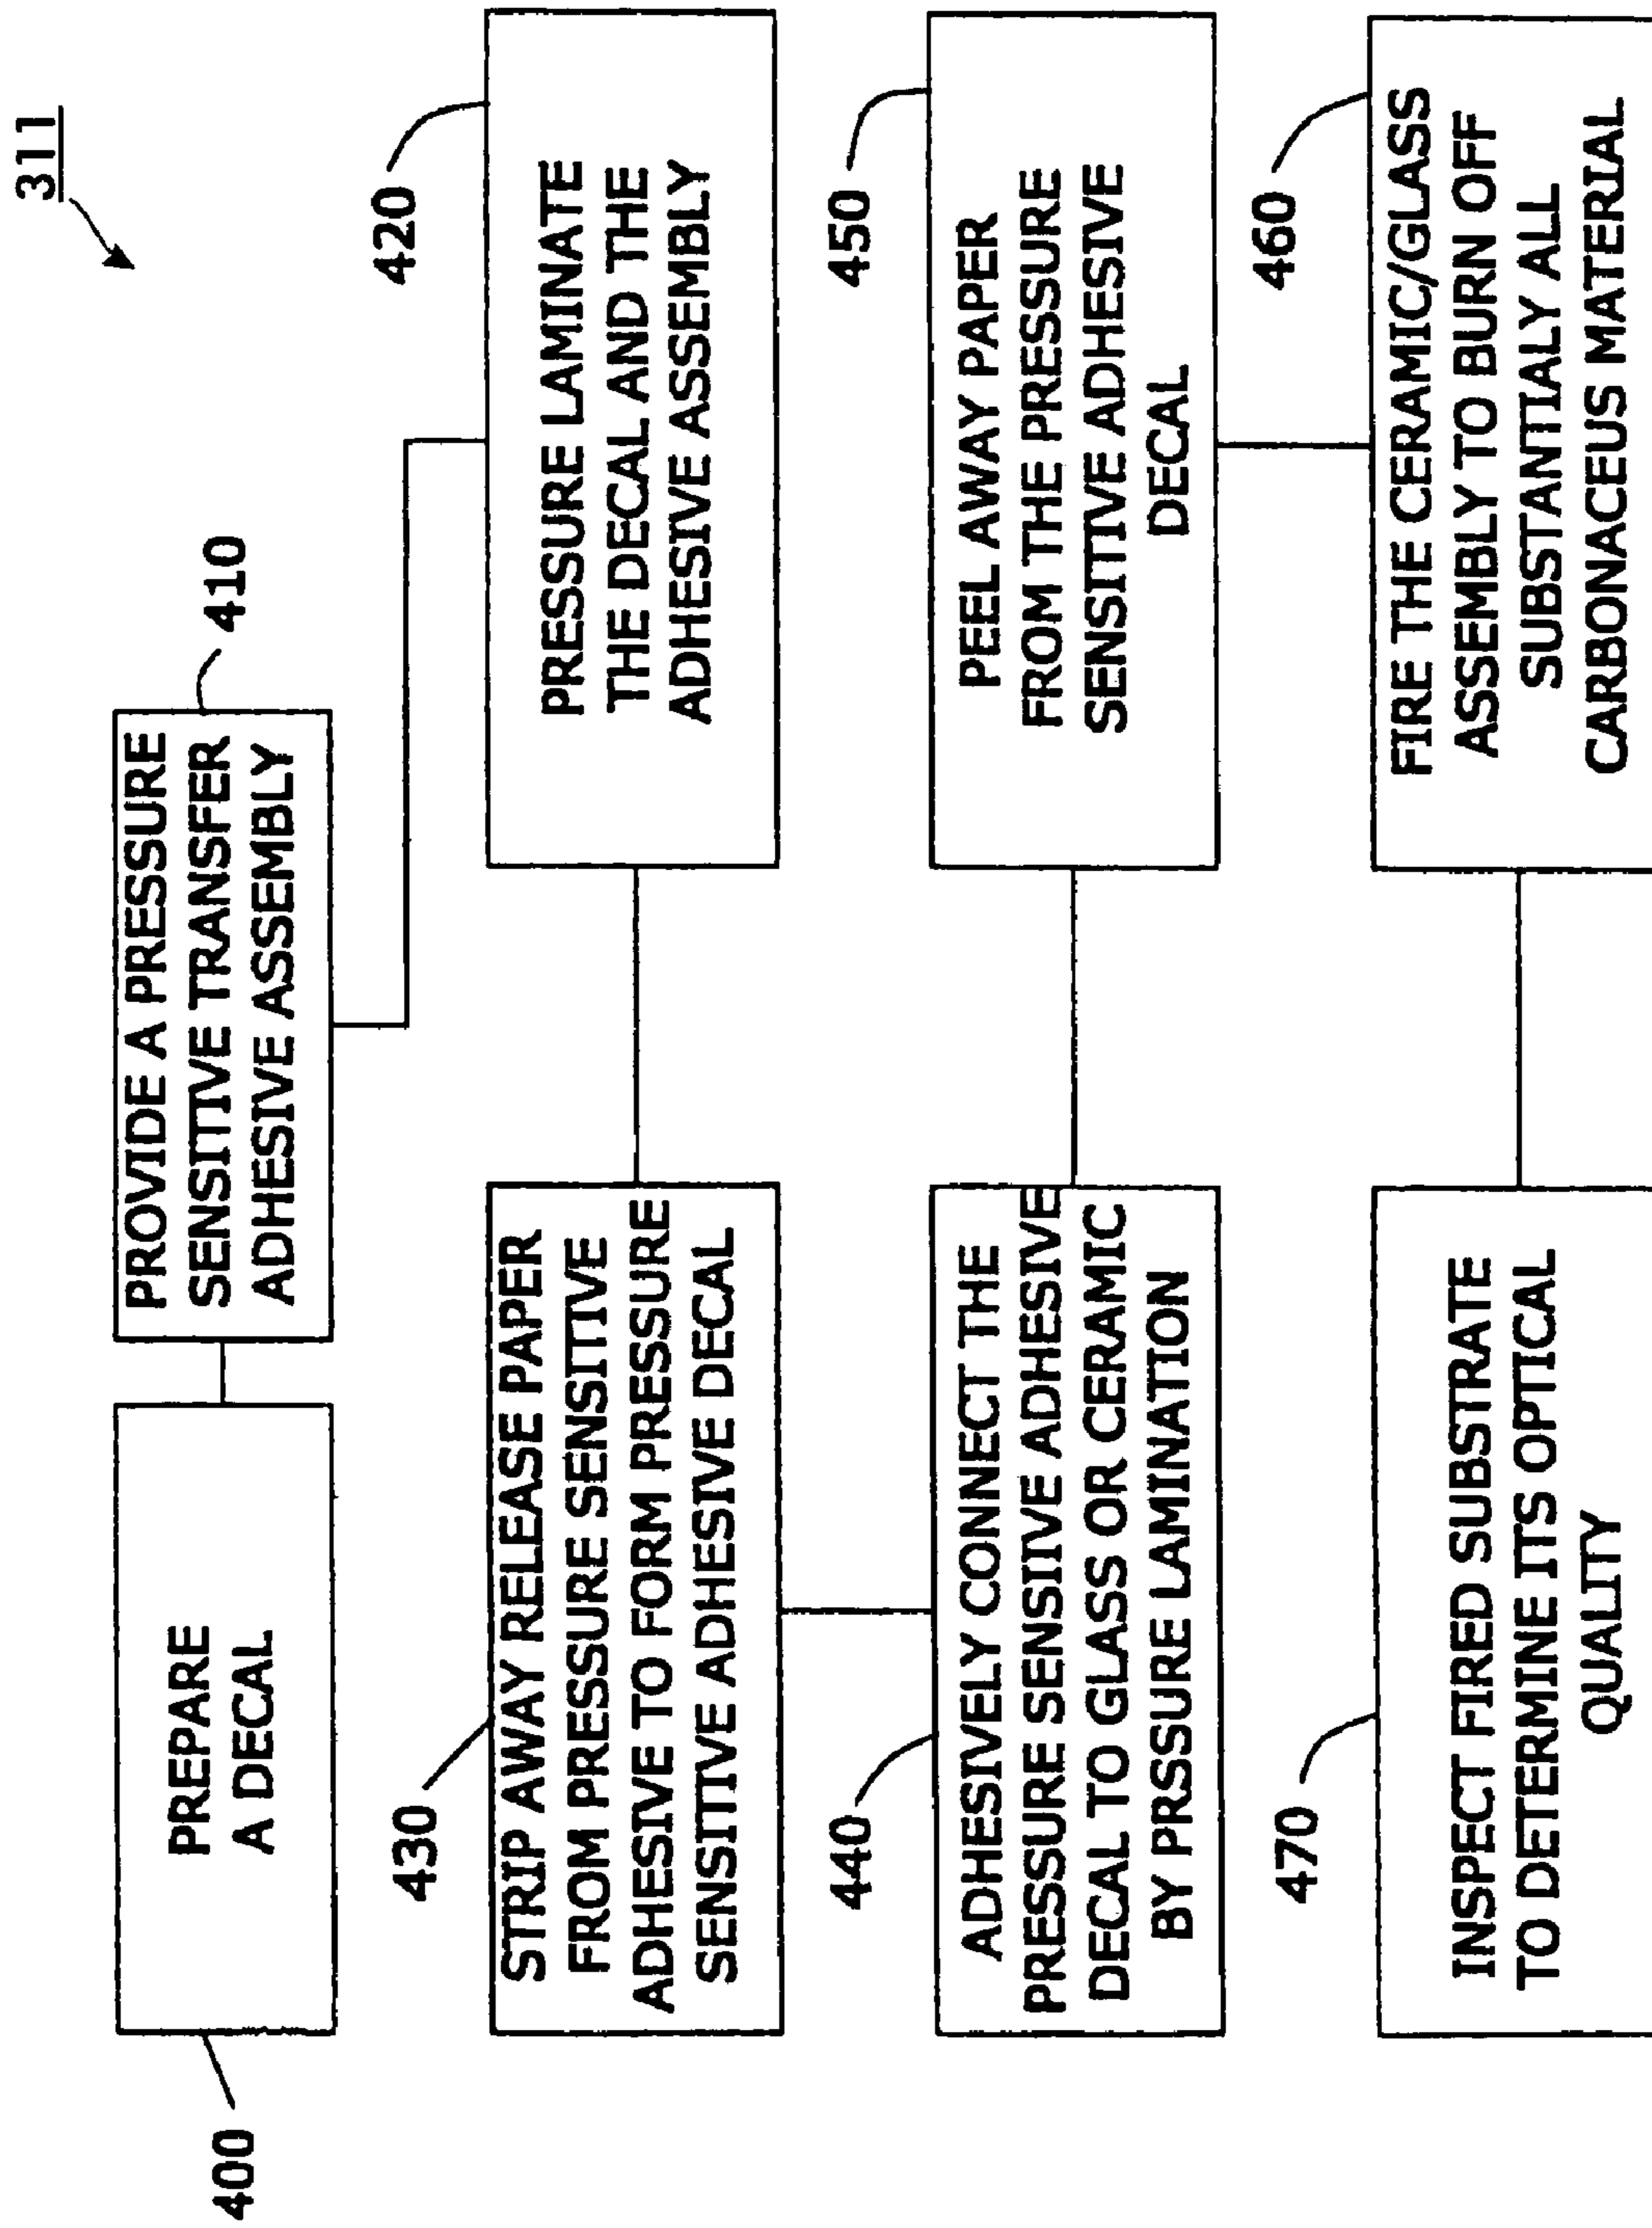 311
400
PREPARE
A DECAL
410
PROVIDE A PRESSURE
SENSITIVE TRANSFER
ADHESIVE ASSEMBLY
420
PRESSURE LAMINATE
THE DECAL AND THE
ADHESIVE ASSEMBLY
430
STRIP AWAY RELEASE PAPER
FROM PRESSURE SENSITIVE
ADHESIVE TO FORM PRESSURE
SENSITIVE ADHESIVE DECAL
440
ADHESIVELY CONNECT THE
PRESSURE SENSIIVE ADHESIVE
DECAL TO GLASS OR CERAMIC
BY PRSSURE LAMINATION
450
PEEL AWAY PAPER
FROM THE PRESSURE
SENSITIVE ADHESIVE
DECAL
460
FIRE THE CERAMIC/GLASS
ASSEMBLY TO BURN OFF
SUBSTANTIALY ALL
CARBONACEUS MATERIAL
470
INSPECT FIRED SUBSTRATE
TO DETERMINE ITS OPTICAL
QUALITY